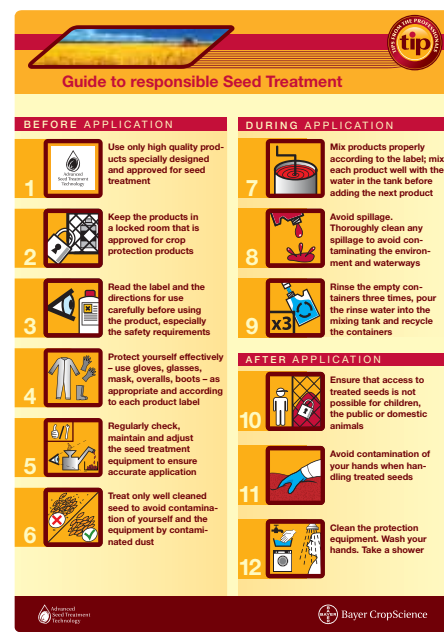 TIPS FROM THE PROFESSIONALS
tip
Guide to responsible Seed Treatment
BEFORE APPLICATION
1
Advanced
Seed Treatment
Technology
Use only high quality prod-
ucts specially designed
and approved for seed
treatment
2
Keep the products in
a locked room that is
approved for crop
protection products
3
Read the label and the
directions for use
carefully before using
the product, especially
the safety requirements
4
Protect yourself effectively
– use gloves, glasses,
mask, overalls, boots – as
appropriate and according
to each product label
5
Regularly check,
maintain and adjust
the seed treatment
equipment to ensure
accurate application
6
Treat only well cleaned
seed to avoid contamina-
tion of yourself and the
equipment by contami-
nated dust
DURING APPLICATION
7
Mix products properly
according to the label; mix
each product well with the
water in the tank before
adding the next product
8
Avoid spillage.
Thoroughly clean any
spillage to avoid con-
taminating the environ-
ment and waterways
9
x3
Rinse the empty con-
tainers three times, pour
the rinse water into the
mixing tank and recycle
the containers
AFTER APPLICATION
10
Ensure that access to
treated seeds is not
possible for children,
the public or domestic
animals
11
Avoid contamination of
your hands when han-
dling treated seeds
12
Clean the protection
equipment. Wash your
hands. Take a shower
Advanced
Seed Treatment
Technology
BAYER
Bayer CropScience